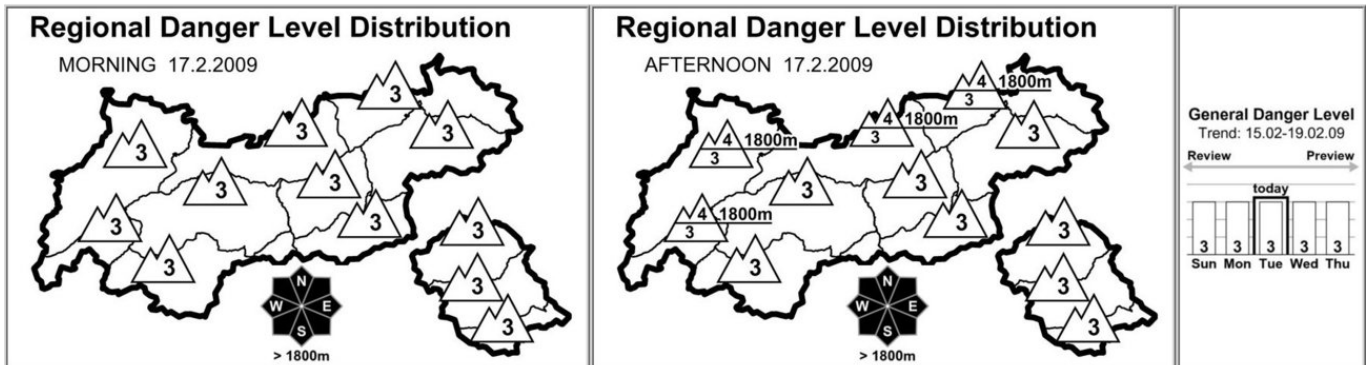 Regional Danger Level Distribution
MORNING 17.2.2009
3
3
3
3
3
3
3
3
3
3
3
3
N
W E
S
> 1800m
Regional Danger Level Distribution
AFTERNOON 17.2.2009
4 1800m
3
4 1800m
3
3
4 1800m
3
3
3
4 1800m
3
3
3
3
3
3
N
W E
S
> 1800m
General Danger Level
Trend: 15.02-19.02.09
Review Preview
today
3 3 3 3 3
Sun Mon Tue Wed Thu